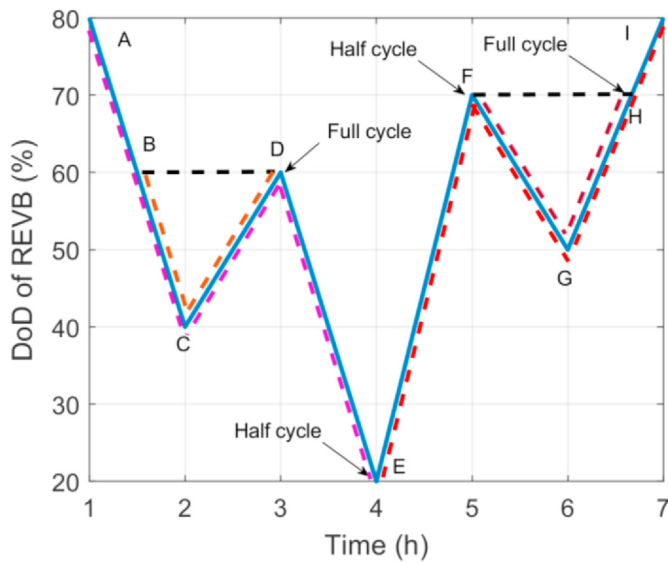 80
A
I
F
Half cycle
Full cycle
70
H
B
D
Full cycle
60
50
G
40
C
30
Half cycle
E
20
1 2 3 4 5 6 7
Time (h)
DoD of REVB (%)